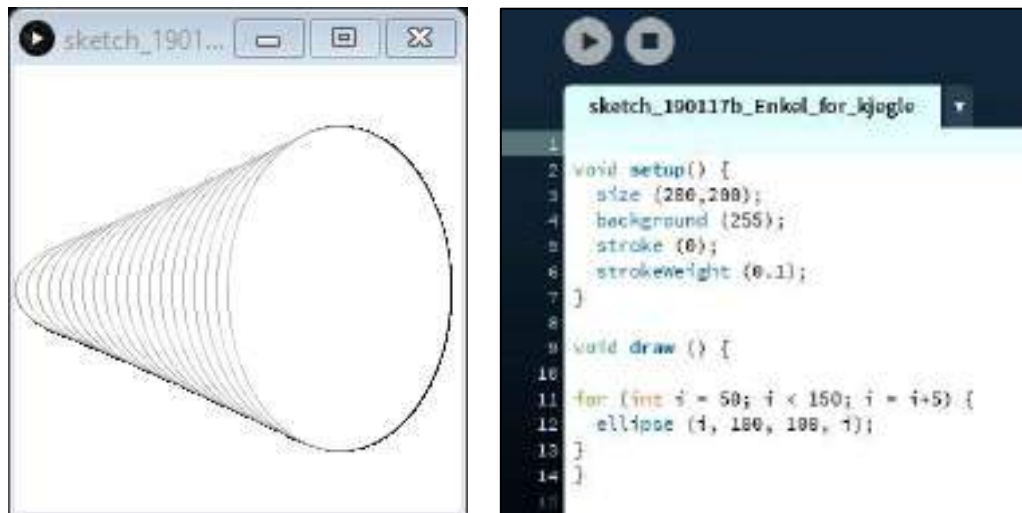 sketch_1901...
sketch_190117b_Enkel_for_kjegle
1
2 void setup() {
3 size (200,200);
4 background (255);
5 stroke (0);
6 strokeWeight (0.1);
7 }
8
9 void draw () {
10
11 for (int i = 50; i < 150; i = i+5) {
12 ellipse (i, 100, 100, i);
13 }
14 }
15